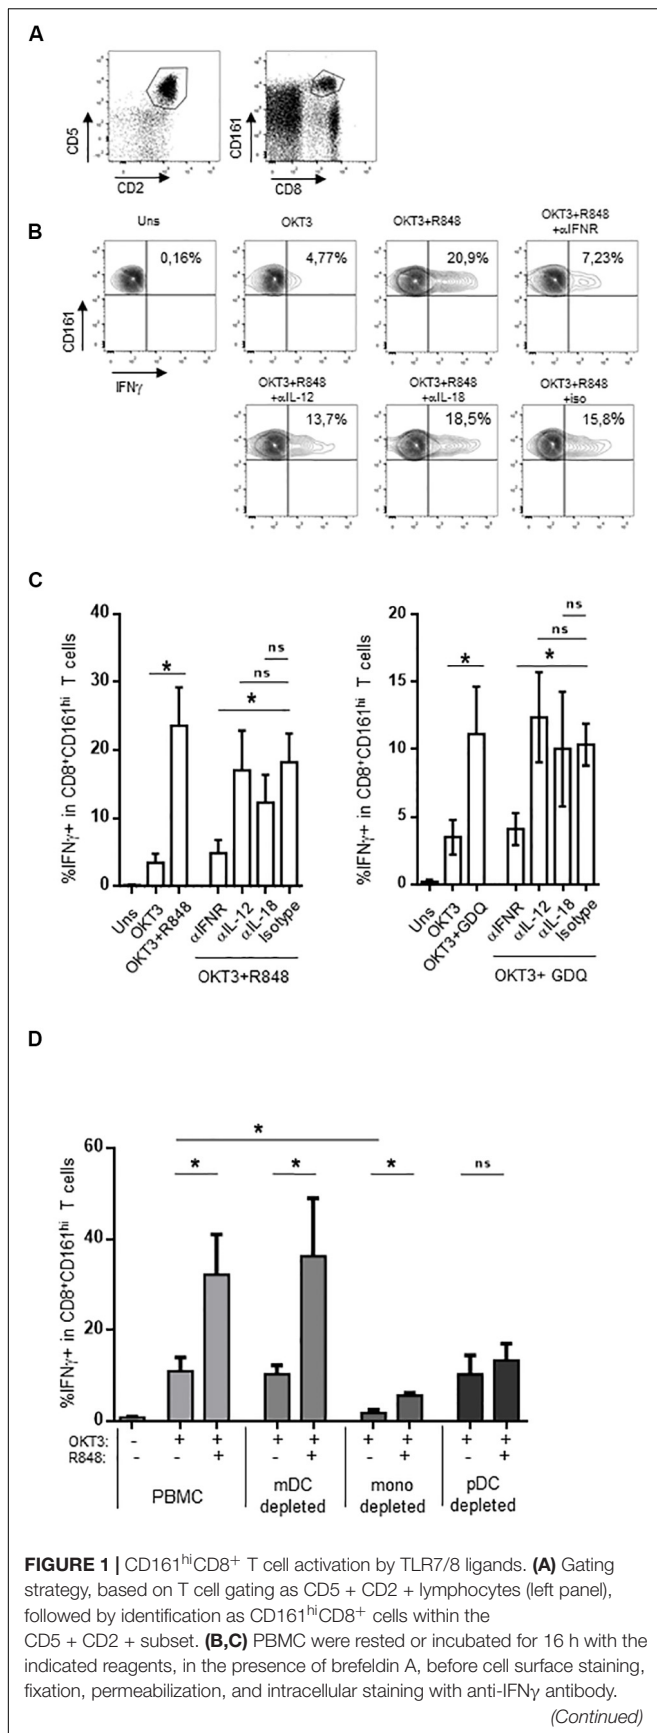 A
CD5
CD2
CD161
CD8
B
Uns
0,16%
OKT3
4,77%
OKT3+R848
20,9%
OKT3+R848
+αIFNR
7,23%
CD161
IFNγ
OKT3+R848
+αIL-12
13,7%
OKT3+R848
+αIL-18
18,5%
OKT3+R848
+iso
15,8%
C
%IFNγ+ in CD8⁺CD161ʰⁱ T cells
40
30
20
10
0
*
*
ns
ns
Uns
OKT3
OKT3+R848
αIFNR
αIL-12
αIL-18
Isotype
OKT3+R848
%IFNγ+ in CD8⁺CD161ʰⁱ T cells
20
15
10
5
0
*
*
ns
ns
Uns
OKT3
OKT3+GDQ
αIFNR
αIL-12
αIL-18
Isotype
OKT3+ GDQ
D
%IFNγ+ in CD8⁺CD161ʰⁱ T cells
60
40
20
0
*
*
*
*
ns
OKT3: - + + + + + + + +
R848: - - + - + - + - +
PBMC
mDC
depleted
mono
depleted
pDC
depleted
FIGURE 1 | CD161ʰⁱCD8⁺ T cell activation by TLR7/8 ligands. (A) Gating
strategy, based on T cell gating as CD5 + CD2 + lymphocytes (left panel),
followed by identification as CD161ʰⁱCD8⁺ cells within the
CD5 + CD2 + subset. (B,C) PBMC were rested or incubated for 16 h with the
indicated reagents, in the presence of brefeldin A, before cell surface staining,
fixation, permeabilization, and intracellular staining with anti-IFNγ antibody.
(Continued)